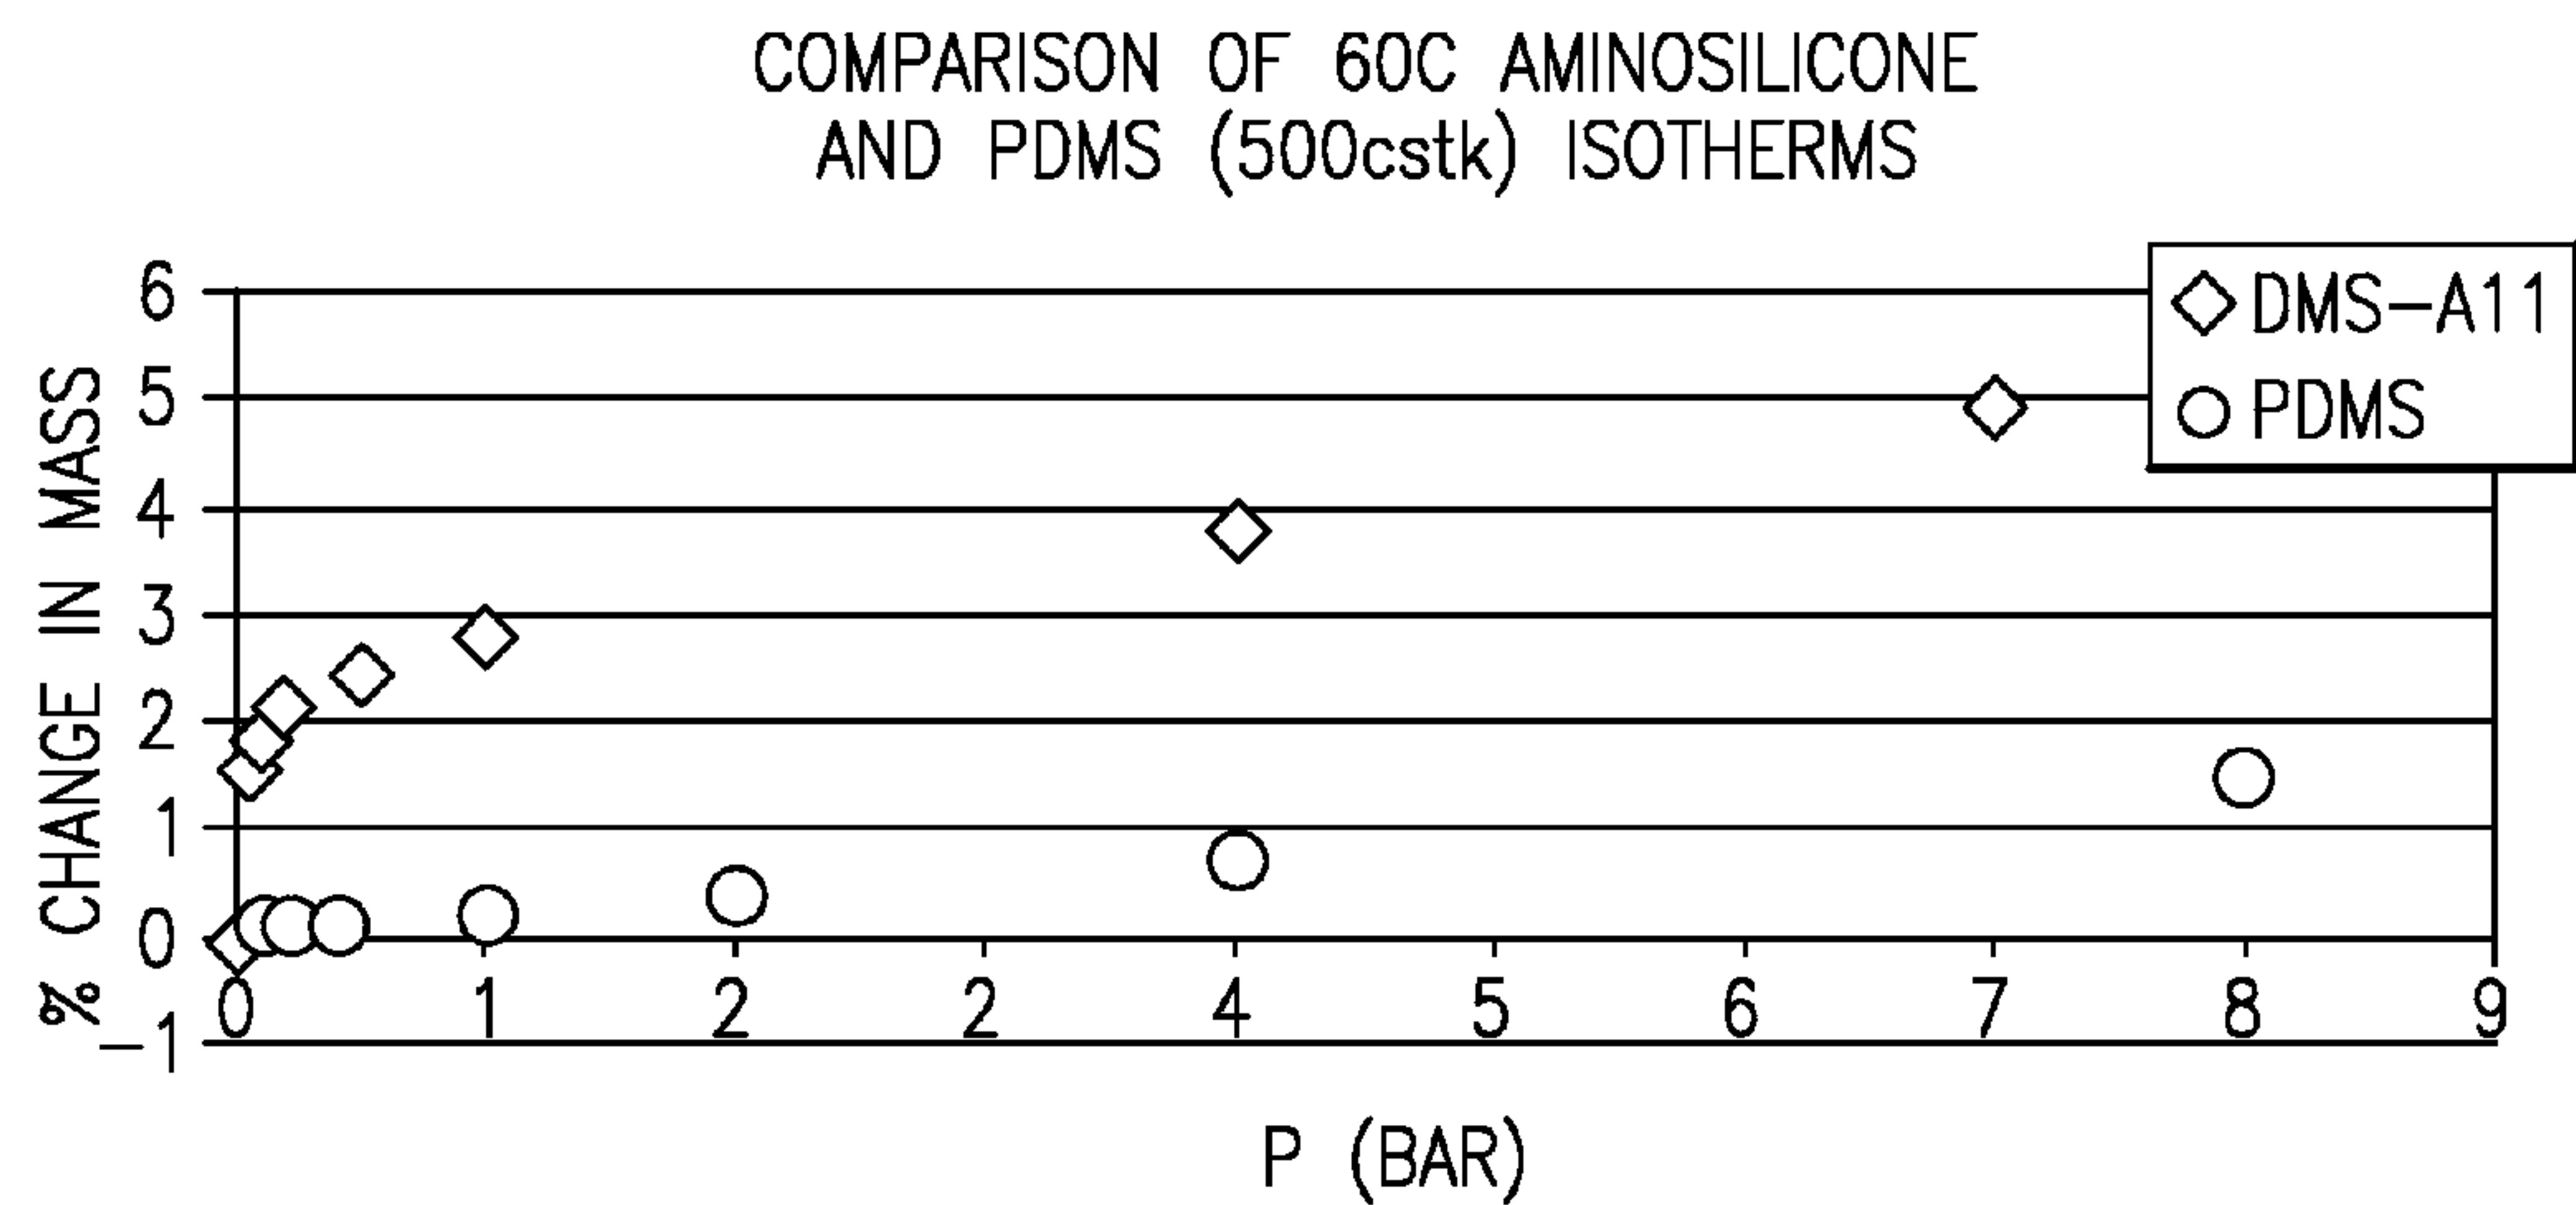 COMPARISON OF 60C AMINOSILICONE
AND PDMS (500cstk) ISOTHERMS
DMS-A11
PDMS
% CHANGE IN MASS
6
5
4
3
2
1
0
-1
0 1 2 2 4 5 6 7 8 9
P (BAR)